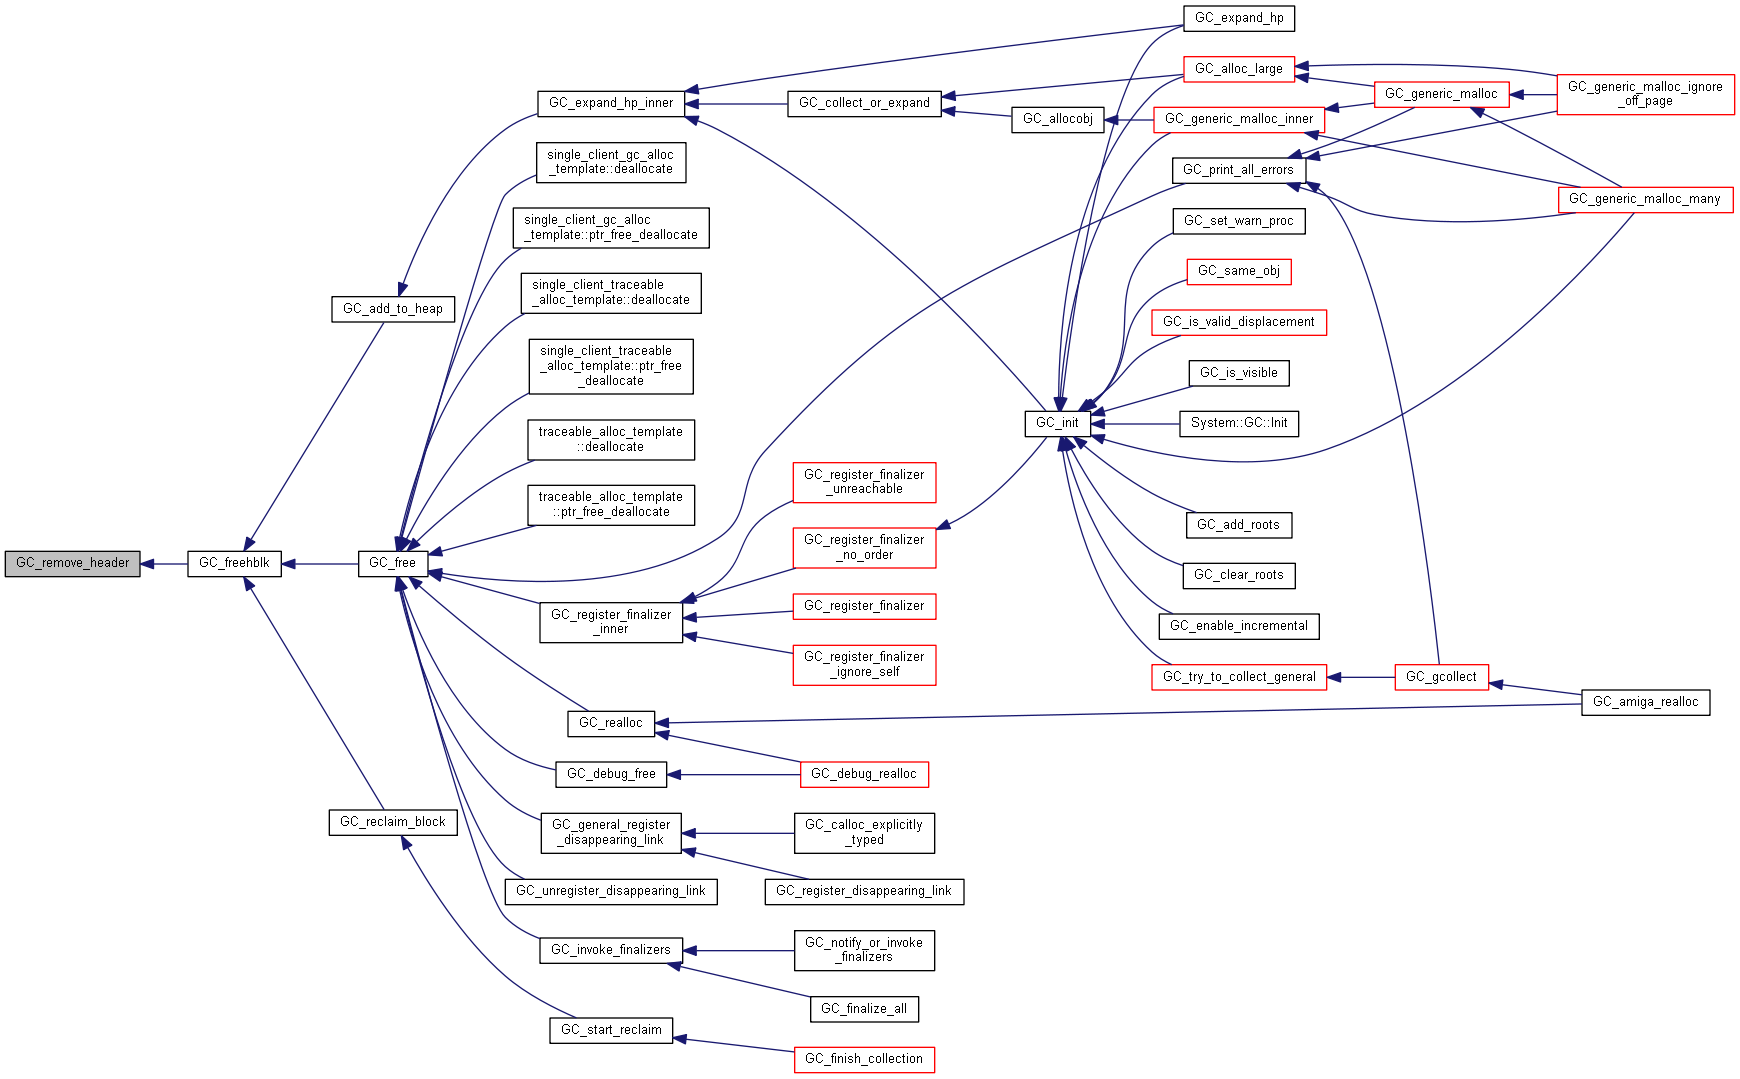 GC_remove_header
GC_freehblk
GC_add_to_heap
GC_reclaim_block
GC_expand_hp_inner
single_client_gc_alloc
_template::deallocate
single_client_gc_alloc
_template::ptr_free_deallocate
single_client_traceable
_alloc_template::deallocate
single_client_traceable
_alloc_template::ptr_free
_deallocate
traceable_alloc_template
::deallocate
traceable_alloc_template
::ptr_free_deallocate
GC_free
GC_register_finalizer
_inner
GC_realloc
GC_debug_free
GC_general_register
_disappearing_link
GC_unregister_disappearing_link
GC_invoke_finalizers
GC_start_reclaim
GC_collect_or_expand
GC_register_finalizer
_unreachable
GC_register_finalizer
_no_order
GC_register_finalizer
GC_register_finalizer
_ignore_self
GC_debug_realloc
GC_calloc_explicitly
_typed
GC_register_disappearing_link
GC_notify_or_invoke
_finalizers
GC_finalize_all
GC_finish_collection
GC_allocobj
GC_init
GC_expand_hp
GC_alloc_large
GC_generic_malloc_inner
GC_print_all_errors
GC_set_warn_proc
GC_same_obj
GC_is_valid_displacement
GC_is_visible
System::GC::Init
GC_add_roots
GC_clear_roots
GC_enable_incremental
GC_try_to_collect_general
GC_generic_malloc
GC_gcollect
GC_generic_malloc_ignore
_off_page
GC_generic_malloc_many
GC_amiga_realloc